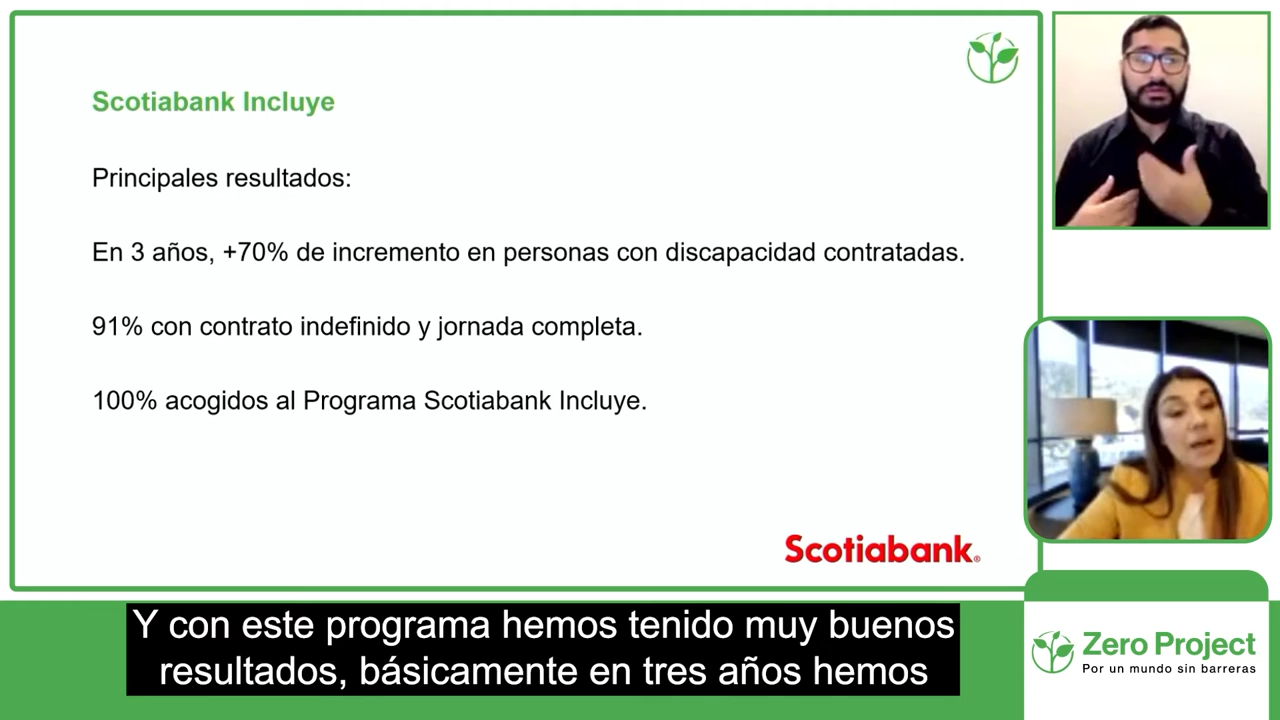 Scotiabank Incluye
Principales resultados:
En 3 años, +70% de incremento en personas con discapacidad contratadas.
91% con contrato indefinido y jornada completa.
100% acogidos al Programa Scotiabank Incluye.
Scotiabank®
Y con este programa hemos tenido muy buenos
resultados, básicamente en tres años hemos
Zero Project
Por un mundo sin barreras